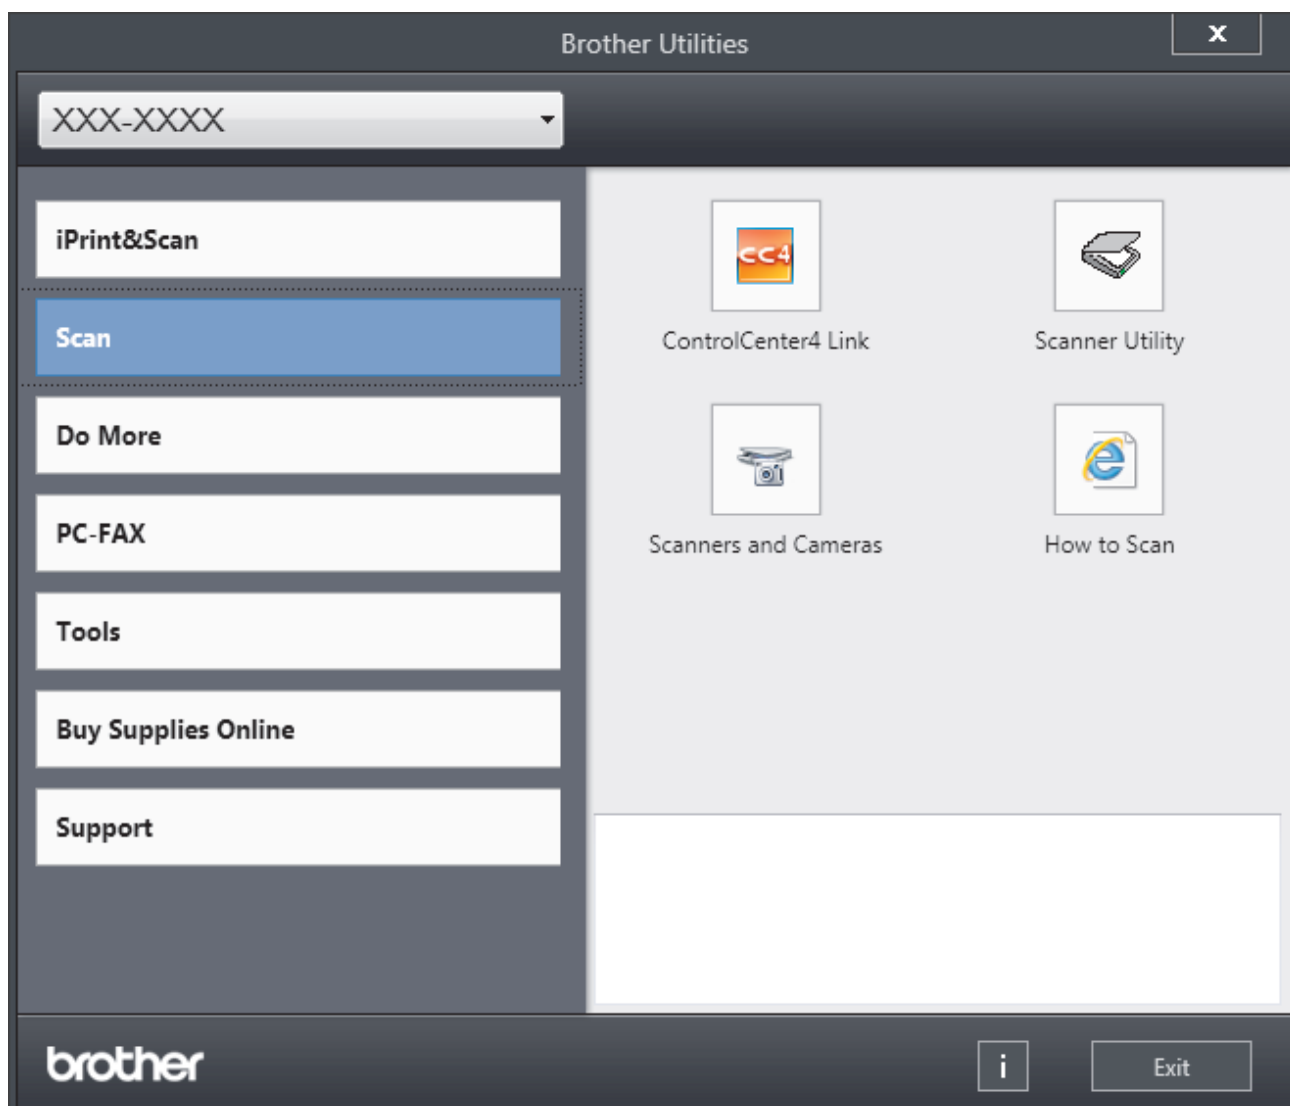 Brother Utilities
x
XXX-XXXX
iPrint&Scan
Scan
Do More
PC-FAX
Tools
Buy Supplies Online
Support
CC4
ControlCenter4 Link
Scanner Utility
Scanners and Cameras
How to Scan
brother
i
Exit